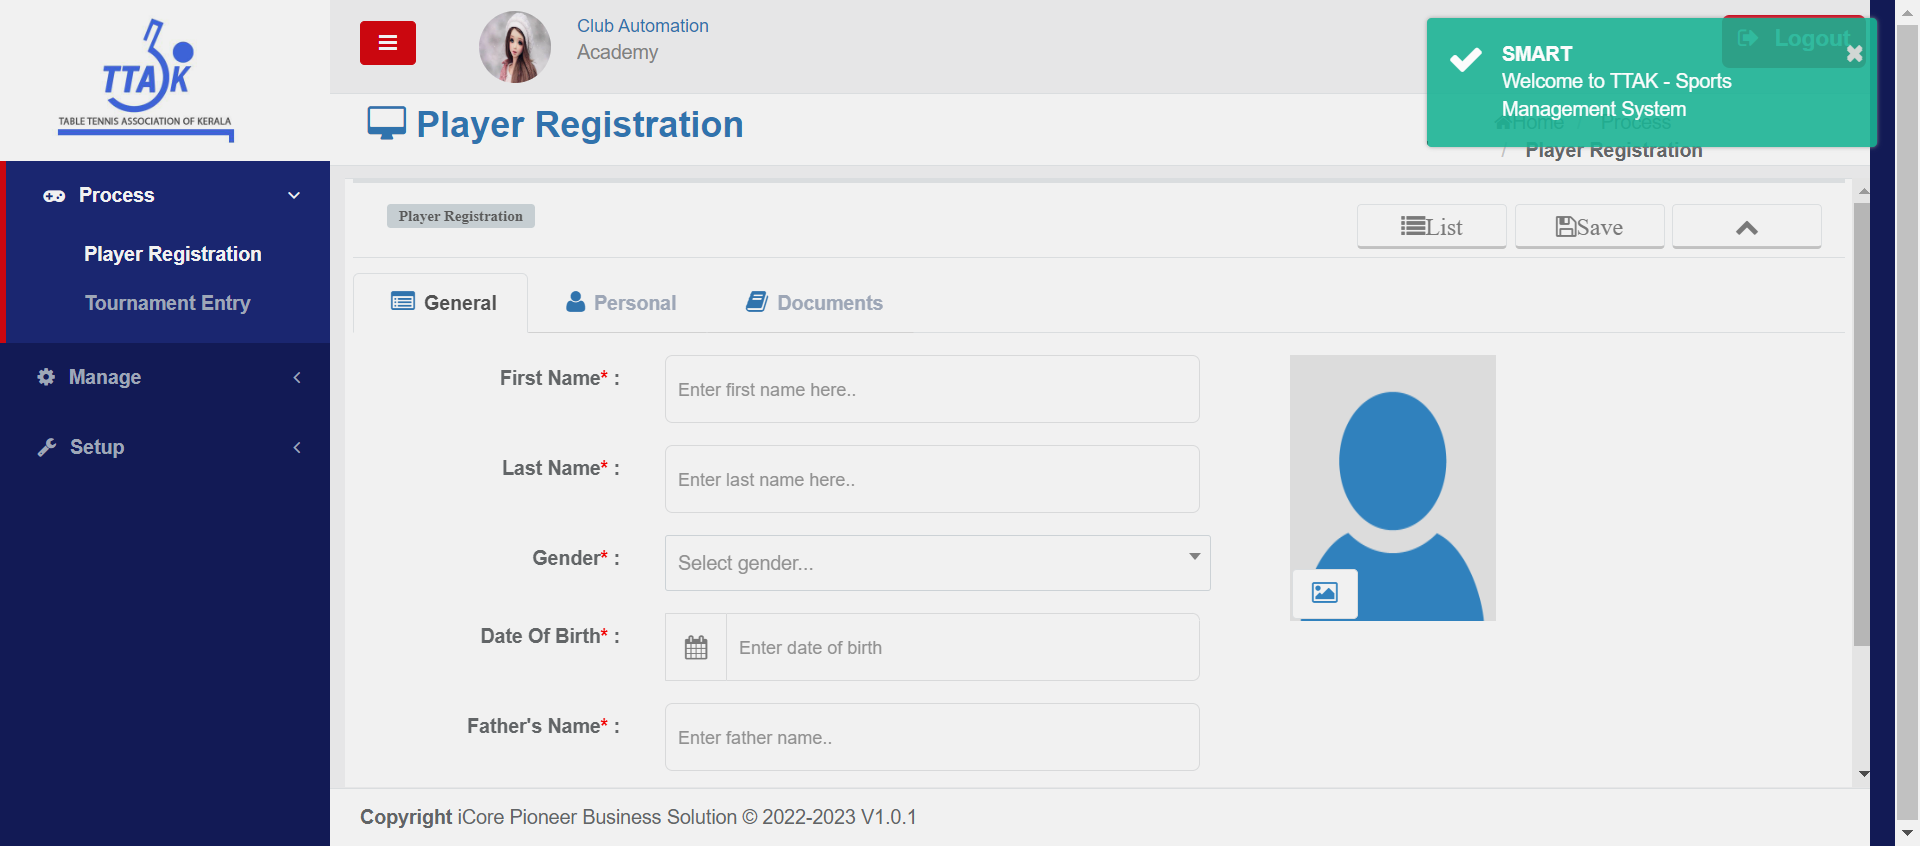 TTAK
TABLE TENNIS ASSOCIATION OF KERALA
Process
Player Registration
Tournament Entry
Manage
Setup
Club Automation
Academy
Logout
SMART
Welcome to TTAK - Sports
Management System
Player Registration
Home / Process
/ Player Registration
Player Registration
List
Save
General
Personal
Documents
First Name* :
Enter first name here..
Last Name* :
Enter last name here..
Gender* :
Select gender...
Date Of Birth* :
Enter date of birth
Father's Name* :
Enter father name..
Copyright iCore Pioneer Business Solution © 2022-2023 V1.0.1